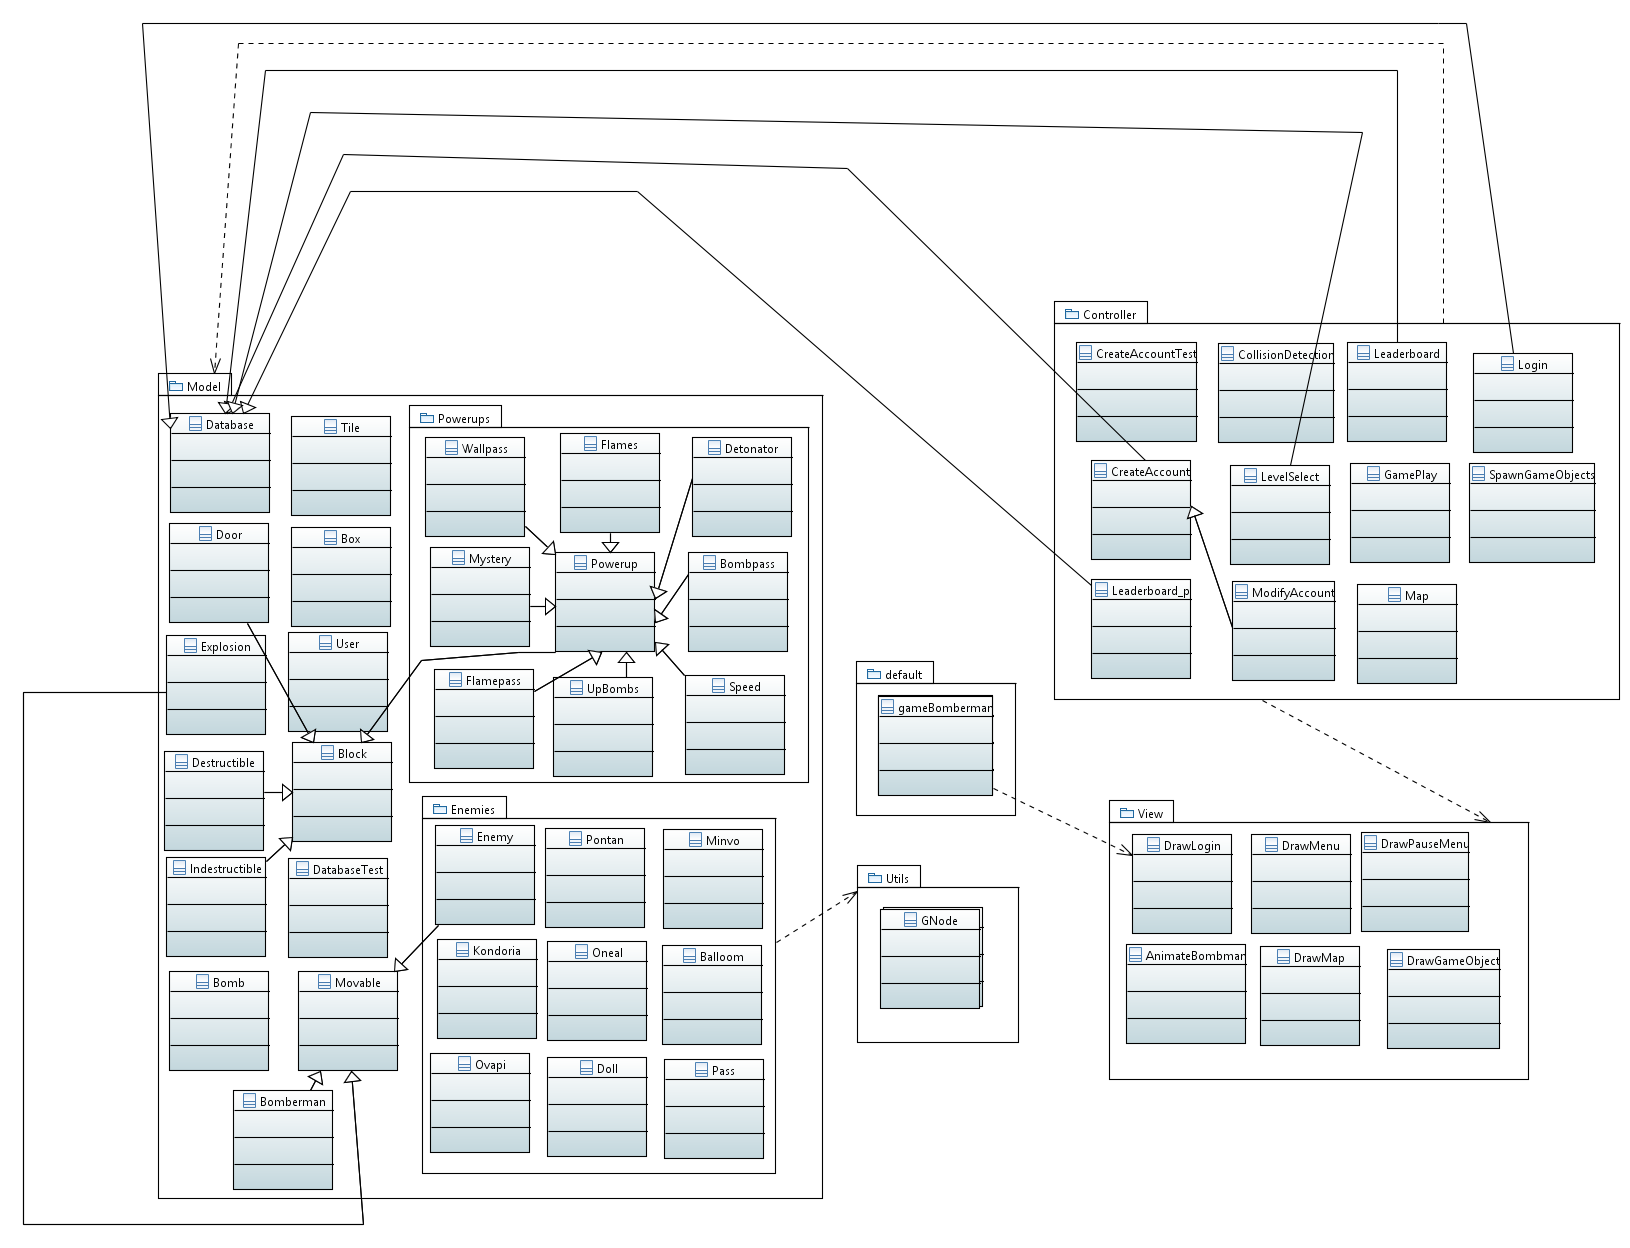 Controller
CreateAccountTest
CollisionDetection
Leaderboard
Login
CreateAccount
LevelSelect
GamePlay
SpawnGameObjects
Leaderboard_p
ModifyAccount
Map
Model
Database
Tile
Door
Box
Explosion
User
Destructible
Block
Indestructible
DatabaseTest
Bomb
Movable
Bomberman
Powerups
Wallpass
Flames
Detonator
Mystery
Powerup
Bombpass
Flamepass
UpBombs
Speed
Enemies
Enemy
Pontan
Minvo
Kondoria
Oneal
Balloom
Ovapi
Doll
Pass
default
gameBomberman
Utils
GNode
View
DrawLogin
DrawMenu
DrawPauseMenu
AnimateBombman
DrawMap
DrawGameObject